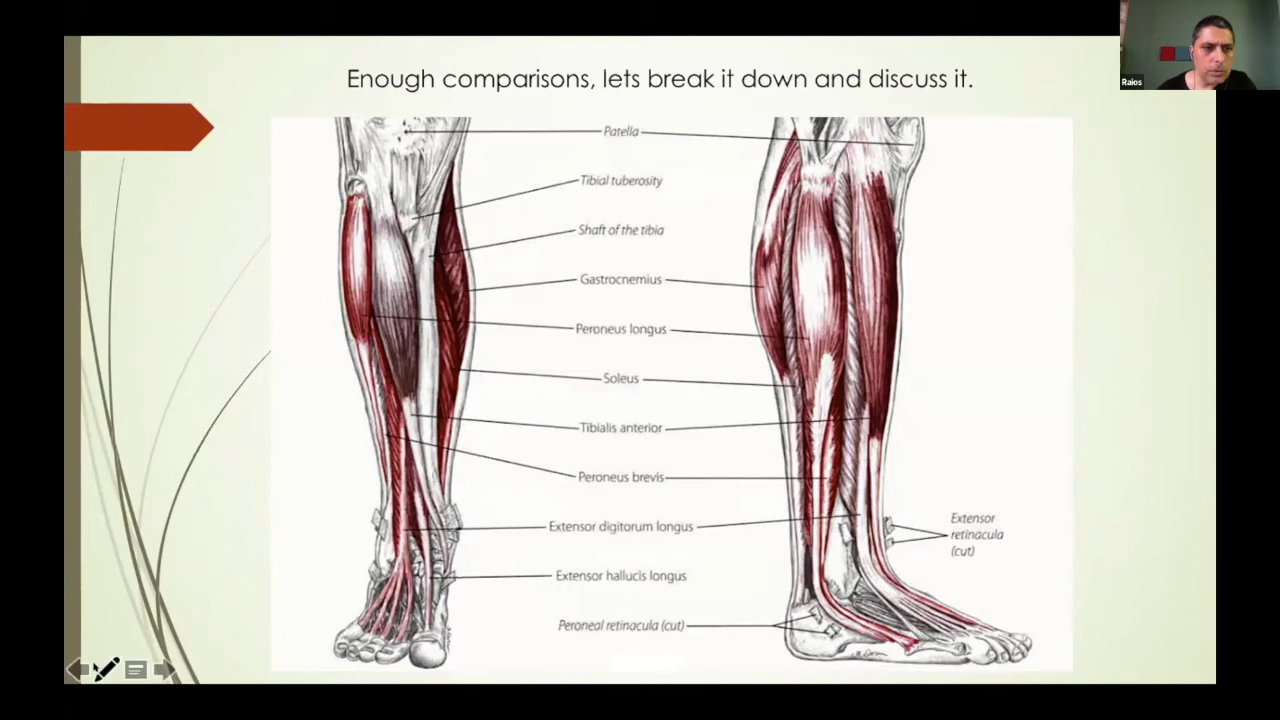 Raios
Enough comparisons, lets break it down and discuss it.
Patella
Tibial tuberosity
Shaft of the tibia
Gastrocnemius
Peroneus longus
Soleus
Tibialis anterior
Peroneus brevis
Extensor digitorum longus
Extensor
retinacula
(cut)
Extensor hallucis longus
Peroneal retinacula (cut)